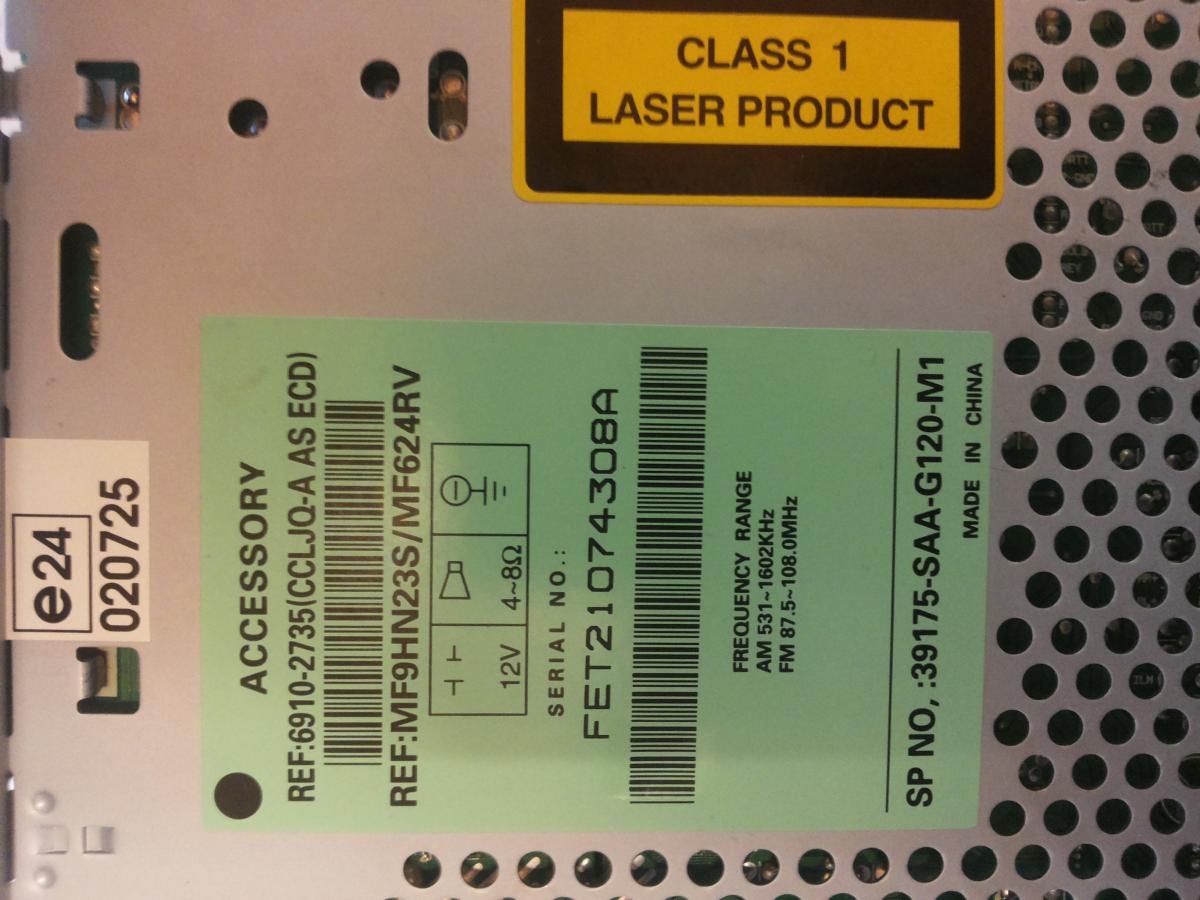 CLASS 1
LASER PRODUCT
e24
020725
ACCESSORY
REF:6910-2735(CCLJQ-A AS ECD)
REF:MF9HN23S/MF624RV
12V 4~8Ω
SERIAL NO.:
FET21074308A
FREQUENCY RANGE
AM 531~1602KHz
FM 87.5~108.0MHz
SP NO, :39175-SAA-G120-M1
MADE IN CHINA